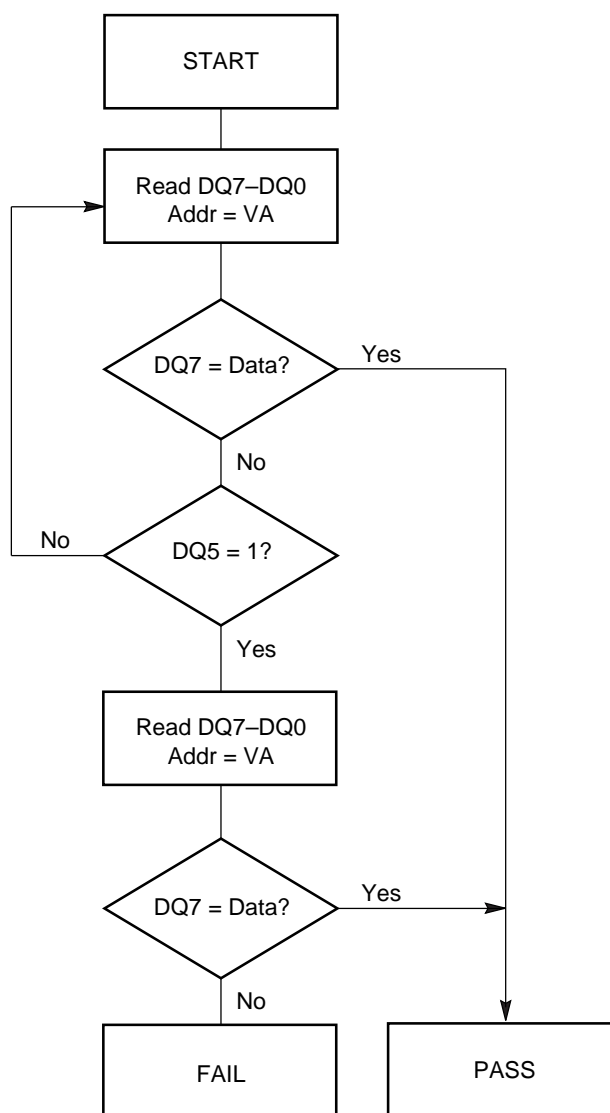 START
Read DQ7–DQ0
Addr = VA
DQ7 = Data?
Yes
No
No
DQ5 = 1?
Yes
Read DQ7–DQ0
Addr = VA
DQ7 = Data?
Yes
No
FAIL
PASS